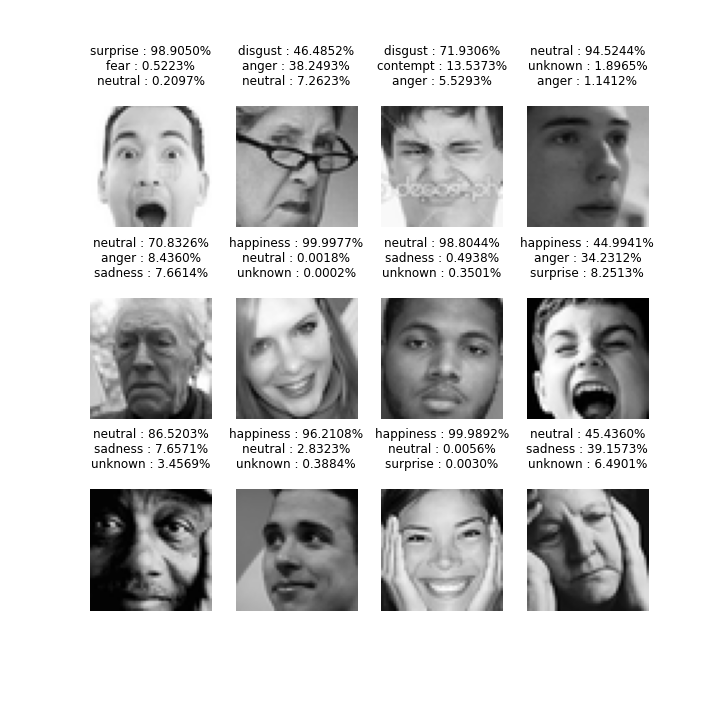 surprise : 98.9050%
fear : 0.5223%
neutral : 0.2097%
disgust : 46.4852%
anger : 38.2493%
neutral : 7.2623%
disgust : 71.9306%
contempt : 13.5373%
anger : 5.5293%
neutral : 94.5244%
unknown : 1.8965%
anger : 1.1412%
neutral : 70.8326%
anger : 8.4360%
sadness : 7.6614%
happiness : 99.9977%
neutral : 0.0018%
unknown : 0.0002%
neutral : 98.8044%
sadness : 0.4938%
unknown : 0.3501%
happiness : 44.9941%
anger : 34.2312%
surprise : 8.2513%
neutral : 86.5203%
sadness : 7.6571%
unknown : 3.4569%
happiness : 96.2108%
neutral : 2.8323%
unknown : 0.3884%
happiness : 99.9892%
neutral : 0.0056%
surprise : 0.0030%
neutral : 45.4360%
sadness : 39.1573%
unknown : 6.4901%